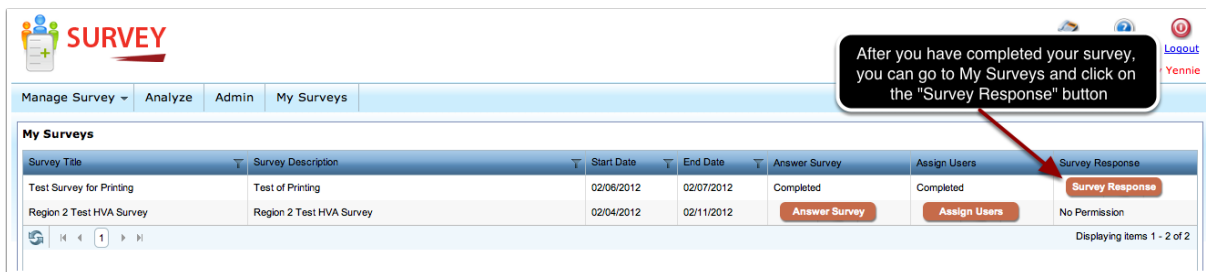 SURVEY
After you have completed your survey,
you can go to My Surveys and click on
the "Survey Response" button
Logout
Yennie
Manage Survey Analyze Admin My Surveys
My Surveys
Survey Title Survey Description Start Date End Date Answer Survey Assign Users Survey Response
Test Survey for Printing Test of Printing 02/06/2012 02/07/2012 Completed Completed Survey Response
Region 2 Test HVA Survey Region 2 Test HVA Survey 02/04/2012 02/11/2012 Answer Survey Assign Users No Permission
1 Displaying items 1 - 2 of 2